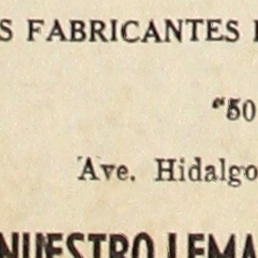 S FABRICANTES
"50
Ave. Hidalgo
NUESTRO LEMA